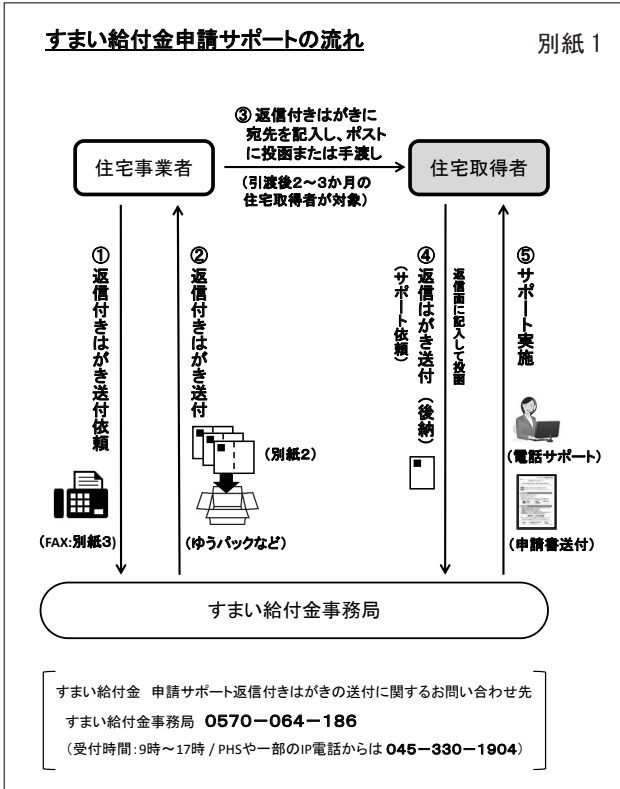 すまい給付金申請サポートの流れ
別紙1
③返信付きはがきに
宛先を記入し、ポスト
に投函または手渡し
住宅事業者
住宅取得者
(引渡後2～3か月の
住宅取得者が対象)
①返信付きはがき送付依頼
(FAX:別紙3)
②返信付きはがき送付
(別紙2)
(ゆうパックなど)
④返信はがき送付(後納)
(サポート依頼)
返信面に記入して投函
⑤サポート実施
(電話サポート)
(申請書送付)
すまい給付金事務局
すまい給付金 申請サポート返信付きはがきの送付に関するお問い合わせ先
すまい給付金事務局 0570-064-186
(受付時間:9時～17時 / PHSや一部のIP電話からは 045-330-1904)